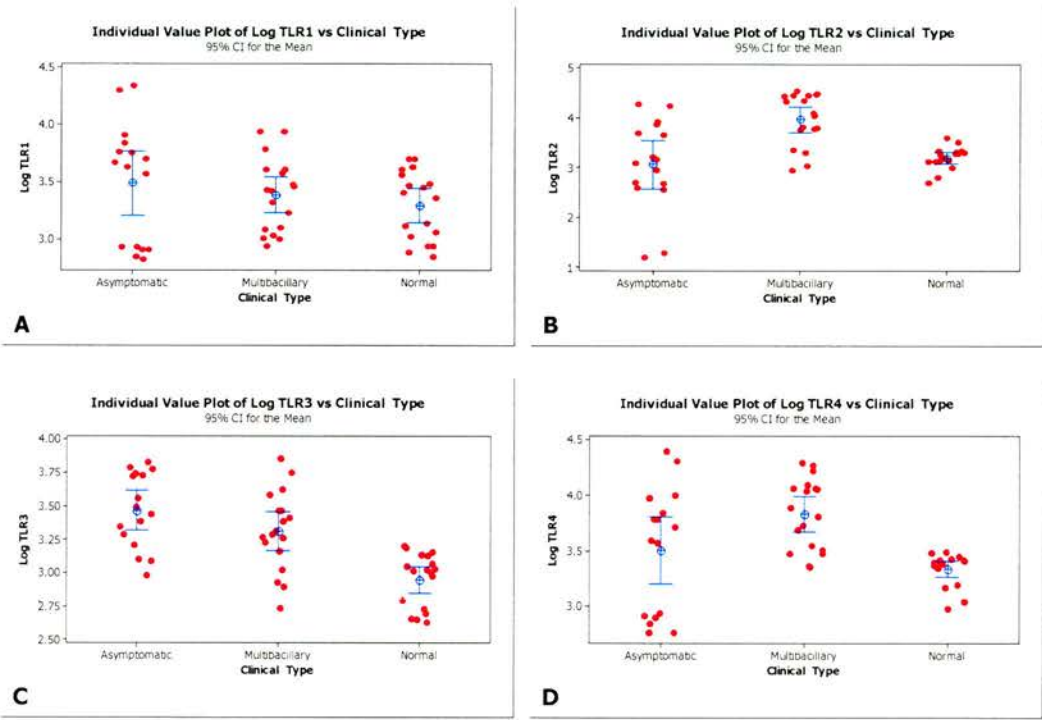 Individual Value Plot of Log TLR1 vs Clinical Type
95% CI for the Mean
4.5
4.0
3.5
3.0
Log TLR1
Asymptomatic Multibacillary Normal
Clinical Type
A
Individual Value Plot of Log TLR2 vs Clinical Type
95% CI for the Mean
5
4
3
2
1
Log TLR2
Asymptomatic Multibacillary Normal
Clinical Type
B
Individual Value Plot of Log TLR3 vs Clinical Type
95% CI for the Mean
4.00
3.75
3.50
3.25
3.00
2.75
2.50
Log TLR3
Asymptomatic Multibacillary Normal
Clinical Type
C
Individual Value Plot of Log TLR4 vs Clinical Type
95% CI for the Mean
4.5
4.0
3.5
3.0
Log TLR4
Asymptomatic Multibacillary Normal
Clinical Type
D